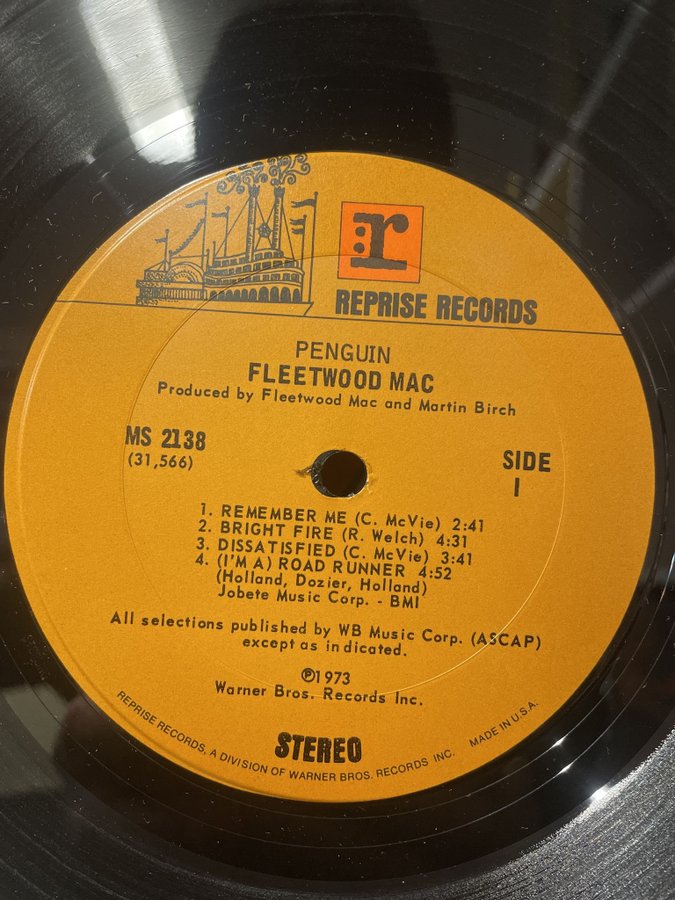 :r
REPRISE RECORDS
PENGUIN
FLEETWOOD MAC
Produced by Fleetwood Mac and Martin Birch
MS 2138
(31,566)
SIDE
1
1. REMEMBER ME (C. McVie) 2:41
2. BRIGHT FIRE (R. Welch) 4:31
3. DISSATISFIED (C. McVie) 3:41
4. (I'M A) ROAD RUNNER 4:52
(Holland, Dozier, Holland)
Jobete Music Corp. - BMI
All selections published by WB Music Corp. (ASCAP)
except as indicated.
℗1973
Warner Bros. Records Inc.
STEREO
REPRISE RECORDS, A DIVISION OF WARNER BROS. RECORDS INC. MADE IN U.S.A.